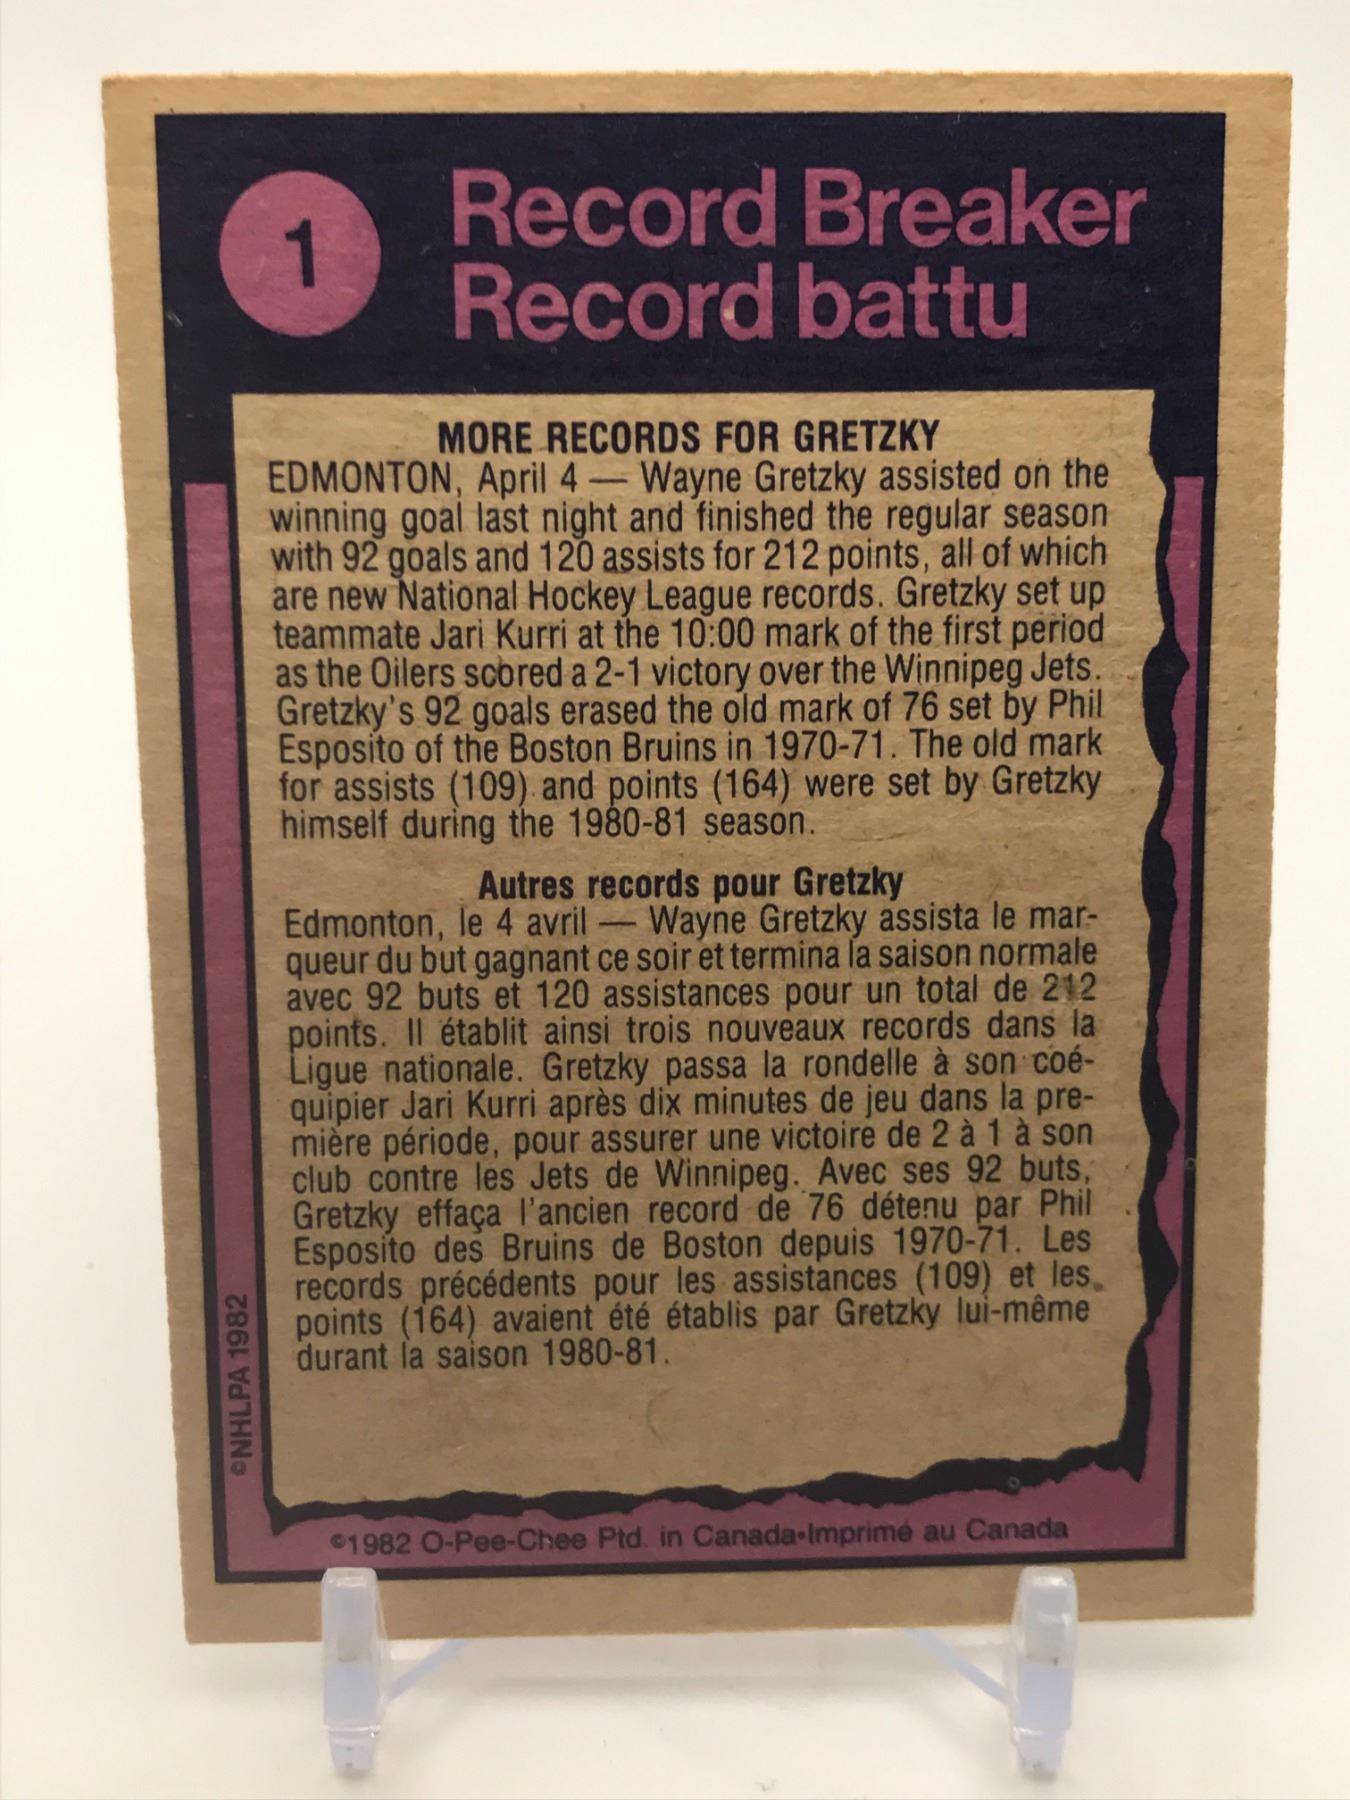 1
Record Breaker
Record battu
MORE RECORDS FOR GRETZKY
EDMONTON, April 4 — Wayne Gretzky assisted on the
winning goal last night and finished the regular season
with 92 goals and 120 assists for 212 points, all of which
are new National Hockey League records. Gretzky set up
teammate Jari Kurri at the 10:00 mark of the first period
as the Oilers scored a 2-1 victory over the Winnipeg Jets.
Gretzky's 92 goals erased the old mark of 76 set by Phil
Esposito of the Boston Bruins in 1970-71. The old mark
for assists (109) and points (164) were set by Gretzky
himself during the 1980-81 season.
Autres records pour Gretzky
Edmonton, le 4 avril — Wayne Gretzky assista le mar-
queur du but gagnant ce soir et termina la saison normale
avec 92 buts et 120 assistances pour un total de 212
points. Il établit ainsi trois nouveaux records dans la
Ligue nationale. Gretzky passa la rondelle à son coé-
quipier Jari Kurri après dix minutes de jeu dans la pre-
mière période, pour assurer une victoire de 2 à 1 à son
club contre les Jets de Winnipeg. Avec ses 92 buts,
Gretzky effaça l'ancien record de 76 détenu par Phil
Esposito des Bruins de Boston depuis 1970-71. Les
records précédents pour les assistances (109) et les
points (164) avaient été établis par Gretzky lui-même
durant la saison 1980-81.
©NHLPA 1982
©1982 O-Pee-Chee Ptd. in Canada•Imprimé au Canada